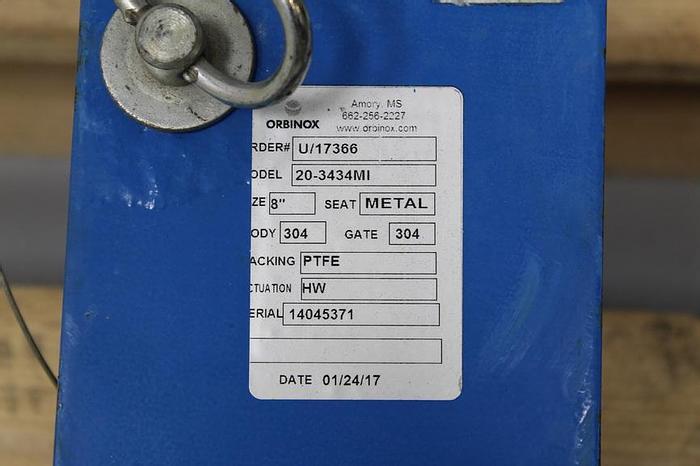 Amory, MS
662-256-2227
ORBINOX www.orbinox.com
RDER# U/17366
ODEL 20-3434MI
ZE 8" SEAT METAL
ODY 304 GATE 304
ACKING PTFE
CTUATION HW
ERIAL 14045371
DATE 01/24/17